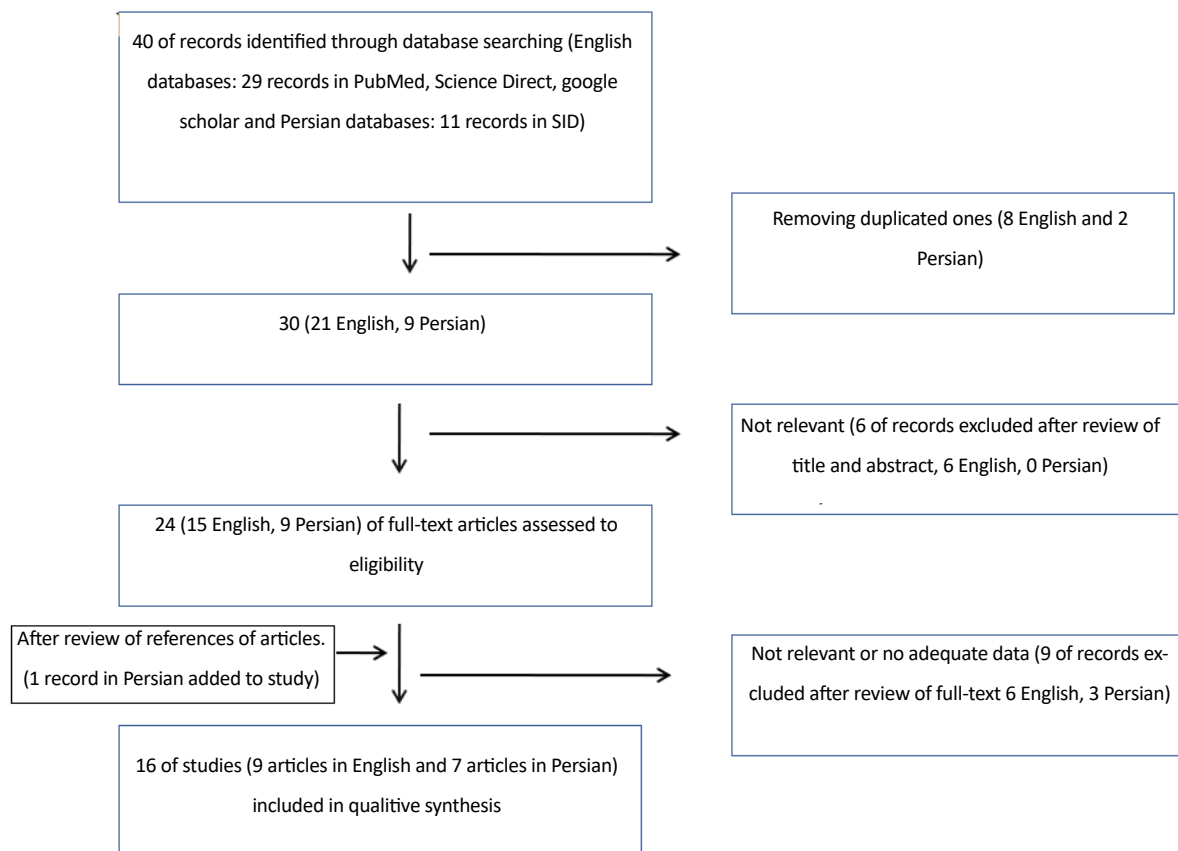 40 of records identified through database searching (English
databases: 29 records in PubMed, Science Direct, google
scholar and Persian databases: 11 records in SID)
Removing duplicated ones (8 English and 2
Persian)
30 (21 English, 9 Persian)
Not relevant (6 of records excluded after review of
title and abstract, 6 English, 0 Persian)
24 (15 English, 9 Persian) of full-text articles assessed to
eligibility
After review of references of articles.
(1 record in Persian added to study)
Not relevant or no adequate data (9 of records ex-
cluded after review of full-text 6 English, 3 Persian)
16 of studies (9 articles in English and 7 articles in Persian)
included in qualitive synthesis